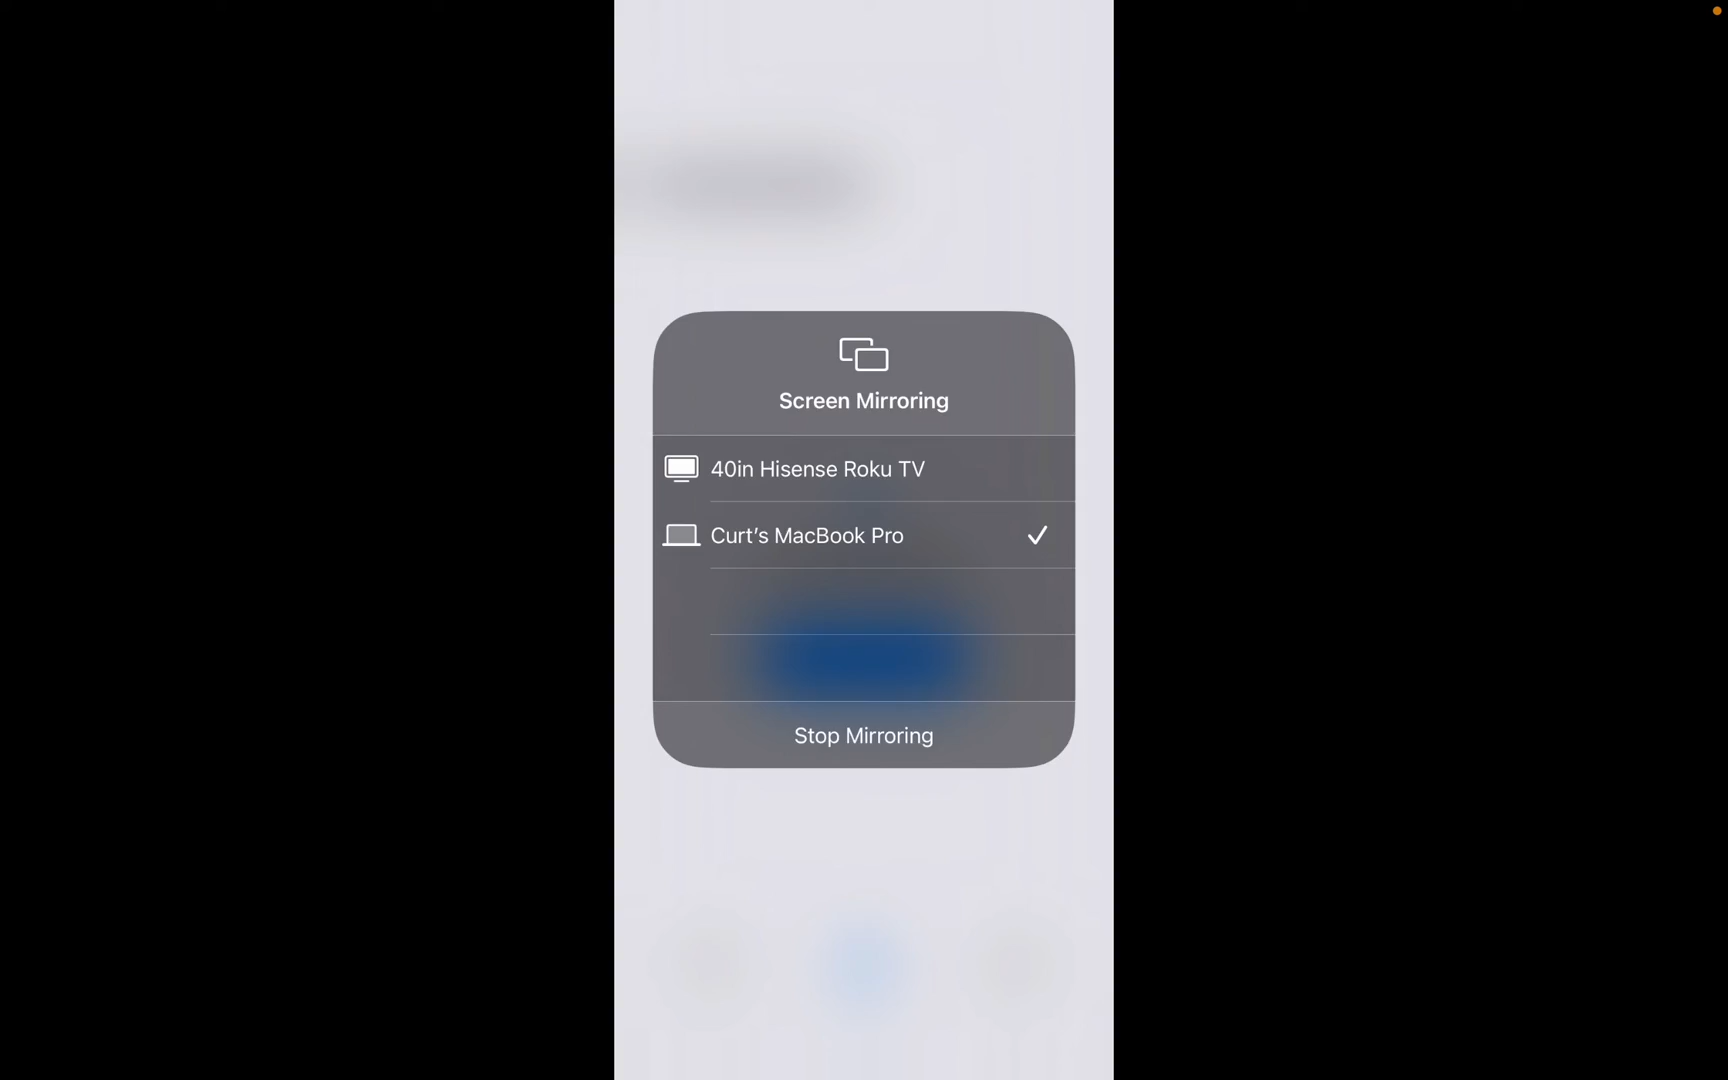 Screen Mirroring
40in Hisense Roku TV
Curt’s MacBook Pro
Stop Mirroring